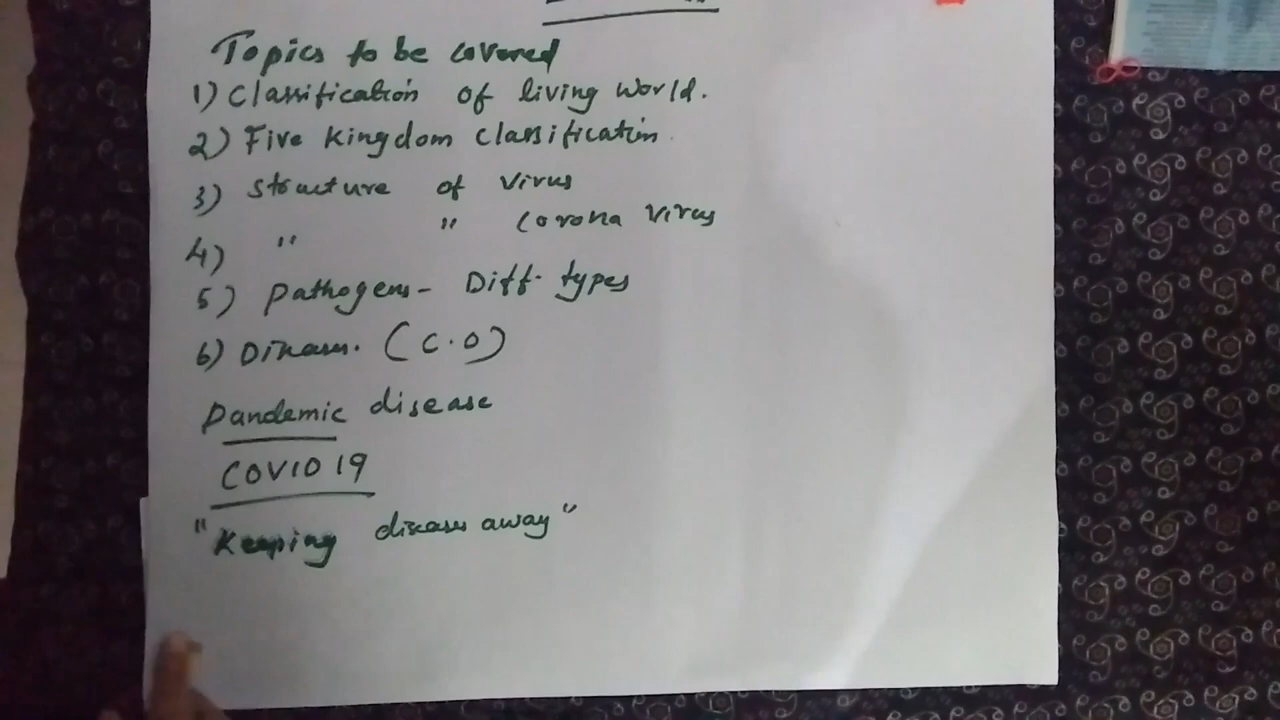 Topics to be covered
1) Classification of living world.
2) Five kingdom classification
3) Structure of Virus
4) " " Corona Virus
5) Pathogens - Diff. types
6) Diseases. (C.D)
Pandemic disease
COVID 19
"Keeping diseases away"